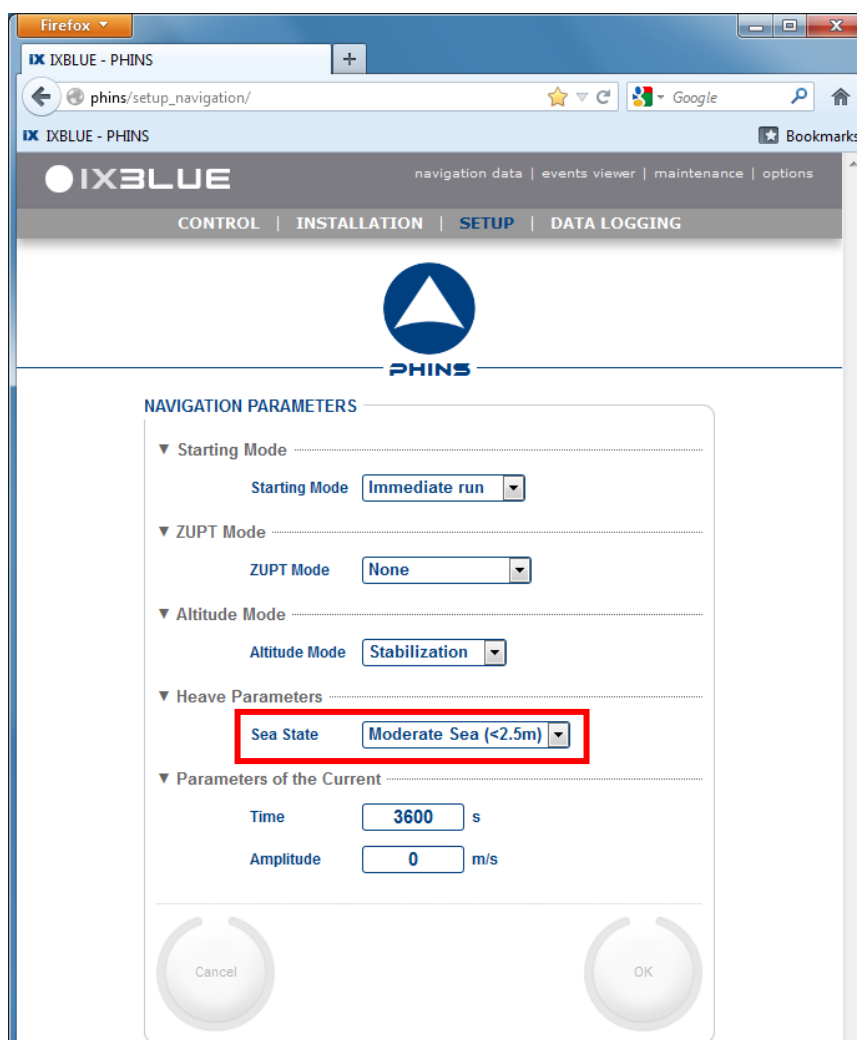 Firefox
iX IXBLUE - PHINS
phins/setup_navigation/ Google
iX IXBLUE - PHINS Bookmarks
IXBLUE navigation data | events viewer | maintenance | options
CONTROL | INSTALLATION | SETUP | DATA LOGGING
PHINS
NAVIGATION PARAMETERS
Starting Mode
Starting Mode Immediate run
ZUPT Mode
ZUPT Mode None
Altitude Mode
Altitude Mode Stabilization
Heave Parameters
Sea State Moderate Sea (<2.5m)
Parameters of the Current
Time 3600 s
Amplitude 0 m/s
Cancel OK